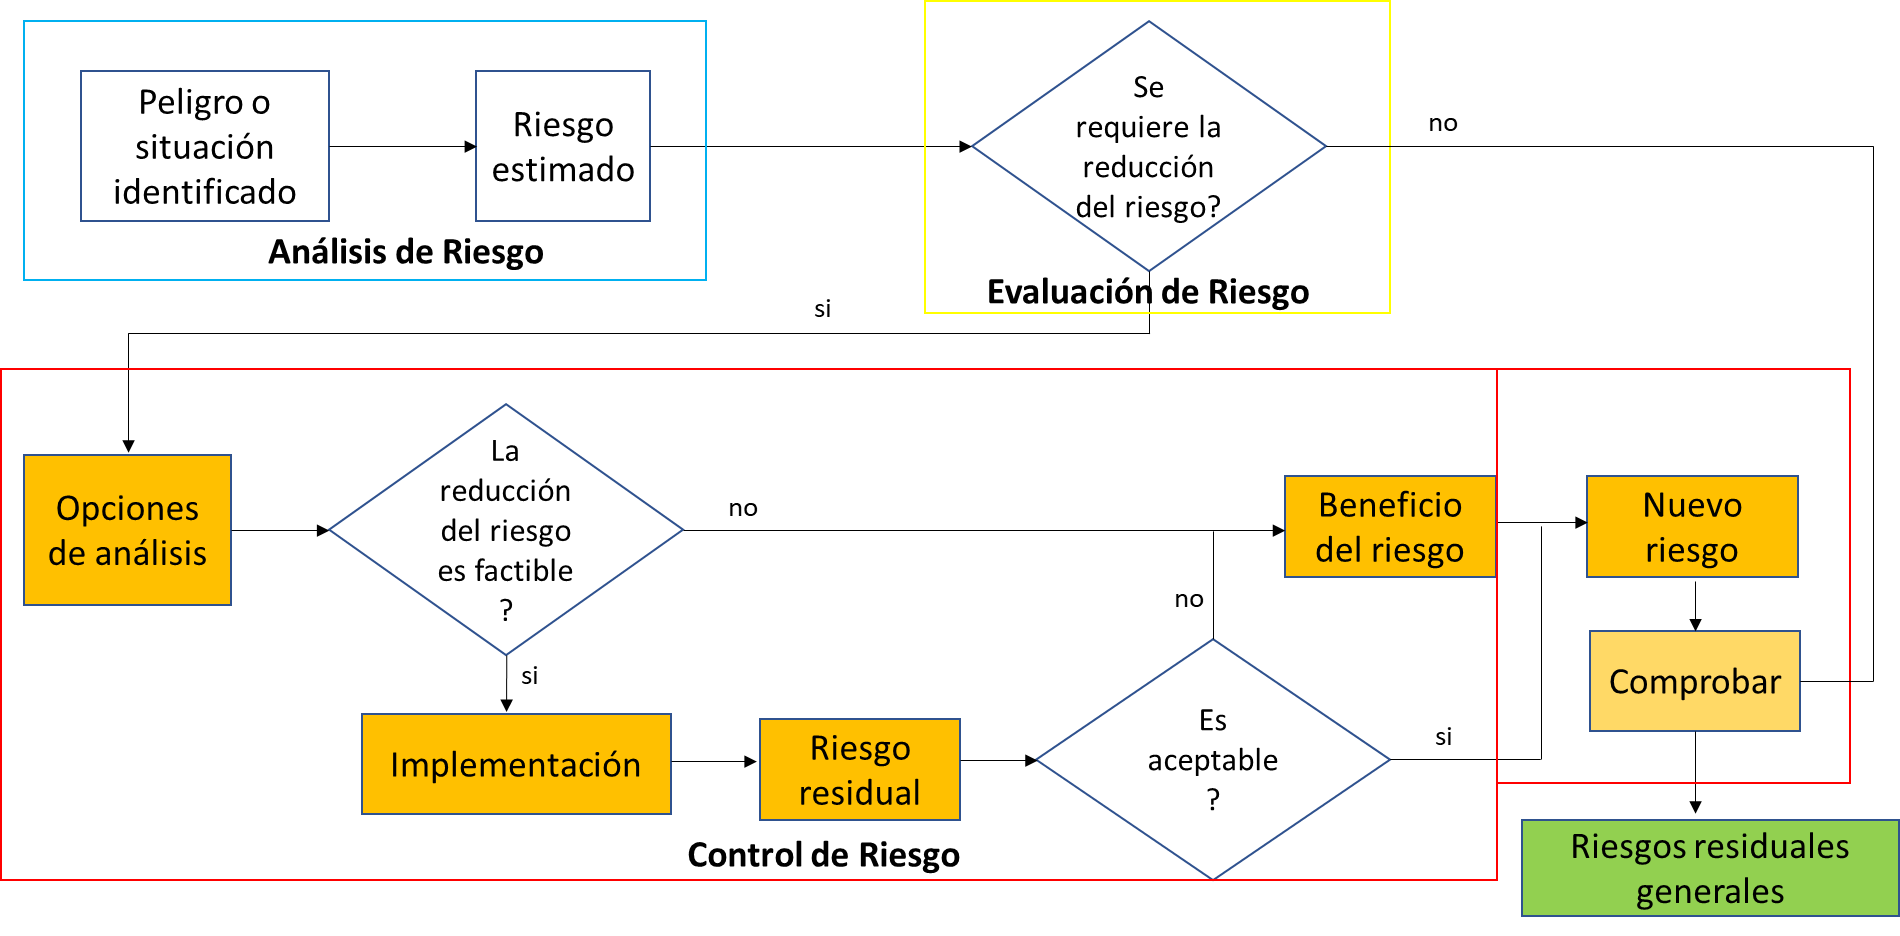 Peligro o
situación
identificado
Riesgo
estimado
Análisis de Riesgo
Se
requiere la
reducción
del riesgo?
no
Evaluación de Riesgo
si
Opciones
de análisis
La
reducción
del riesgo
es factible
?
no
si
Beneficio
del riesgo
Nuevo
riesgo
no
Comprobar
Implementación
Riesgo
residual
Es
aceptable
?
si
Control de Riesgo
Riesgos residuales
generales